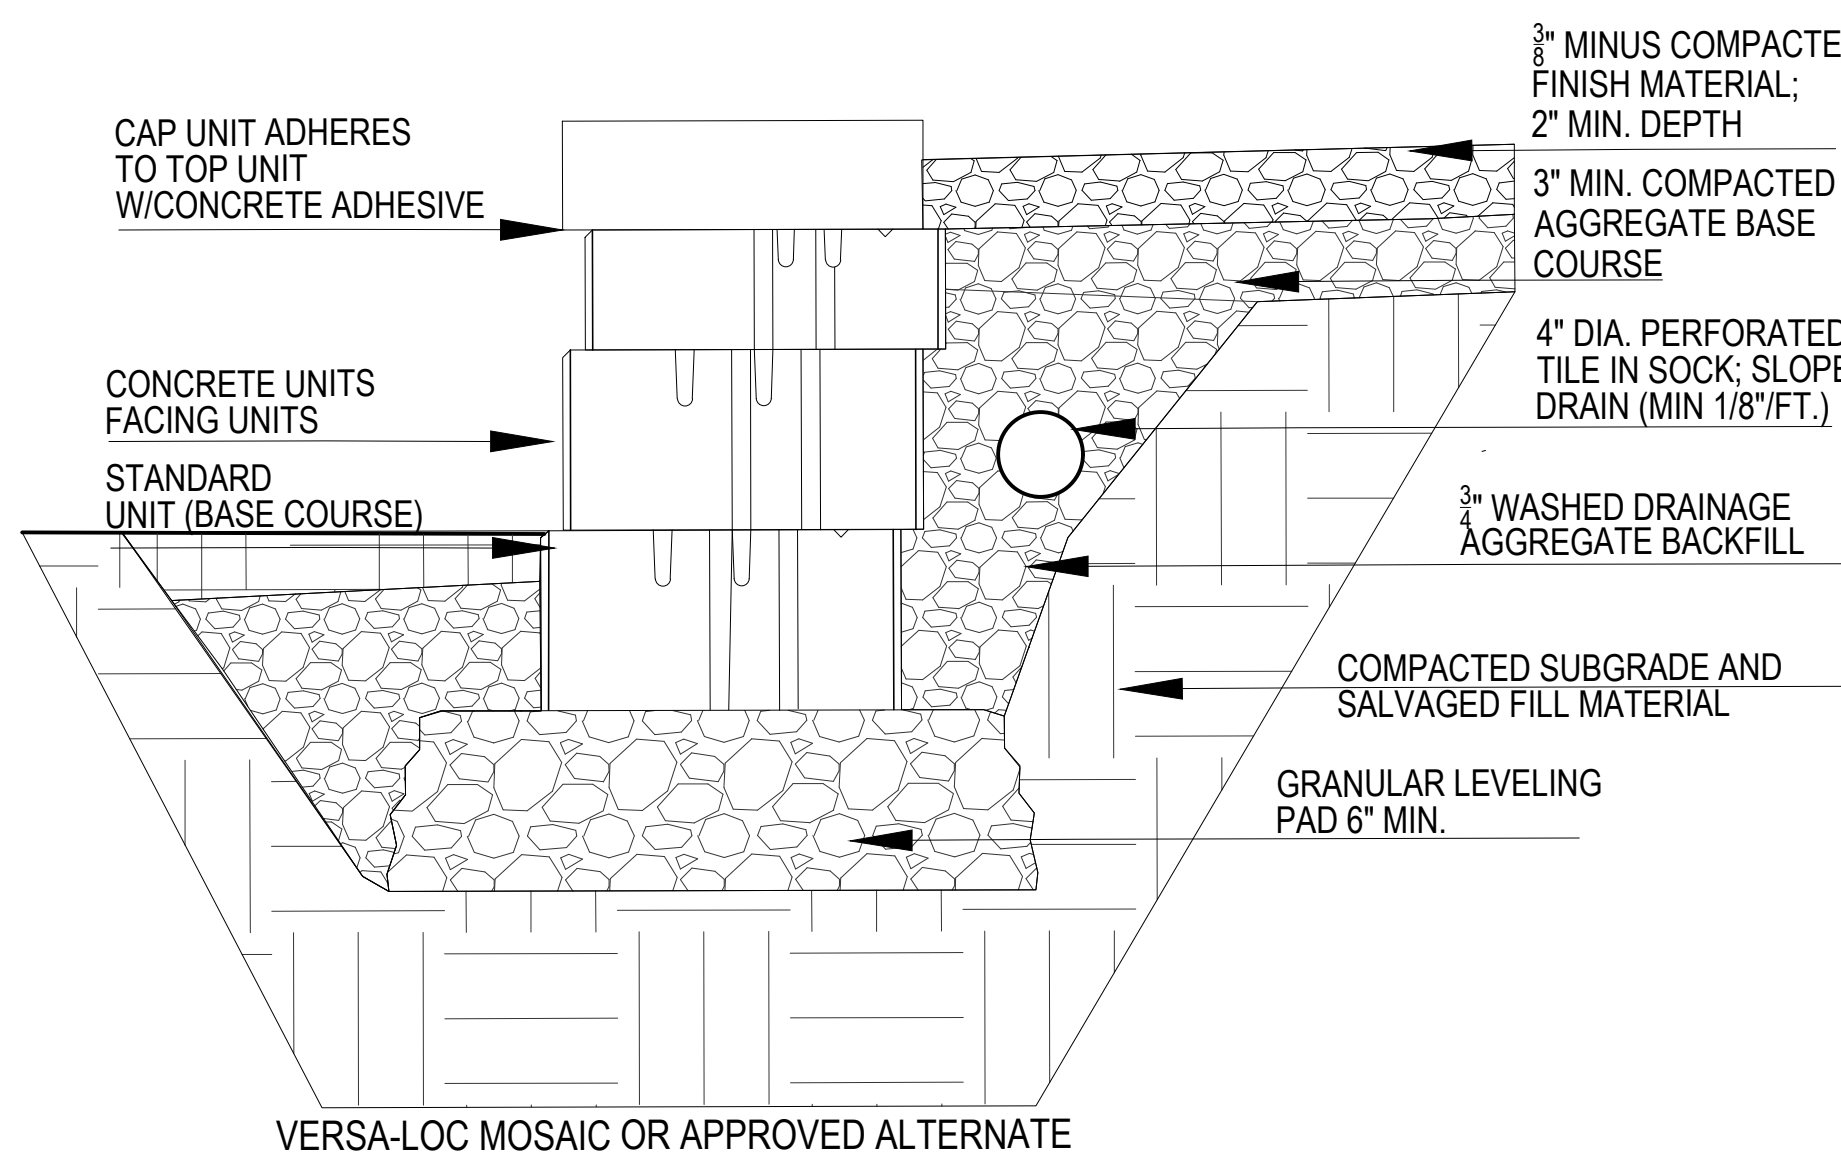 CAP UNIT ADHERES
TO TOP UNIT
W/CONCRETE ADHESIVE
CONCRETE UNITS
FACING UNITS
STANDARD
UNIT (BASE COURSE)
3/8" MINUS COMPACTE
FINISH MATERIAL;
2" MIN. DEPTH
3" MIN. COMPACTED
AGGREGATE BASE
COURSE
4" DIA. PERFORATED
TILE IN SOCK; SLOPE
DRAIN (MIN 1/8"/FT.)
3/4" WASHED DRAINAGE
AGGREGATE BACKFILL
COMPACTED SUBGRADE AND
SALVAGED FILL MATERIAL
GRANULAR LEVELING
PAD 6" MIN.
VERSA-LOC MOSAIC OR APPROVED ALTERNATE